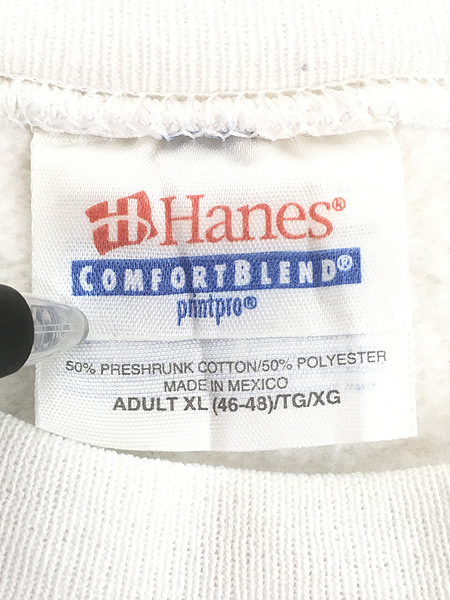 Hanes®
COMFORTBLEND®
printpro®
50% PRESHRUNK COTTON/50% POLYESTER
MADE IN MEXICO
ADULT XL (46-48)/TG/XG